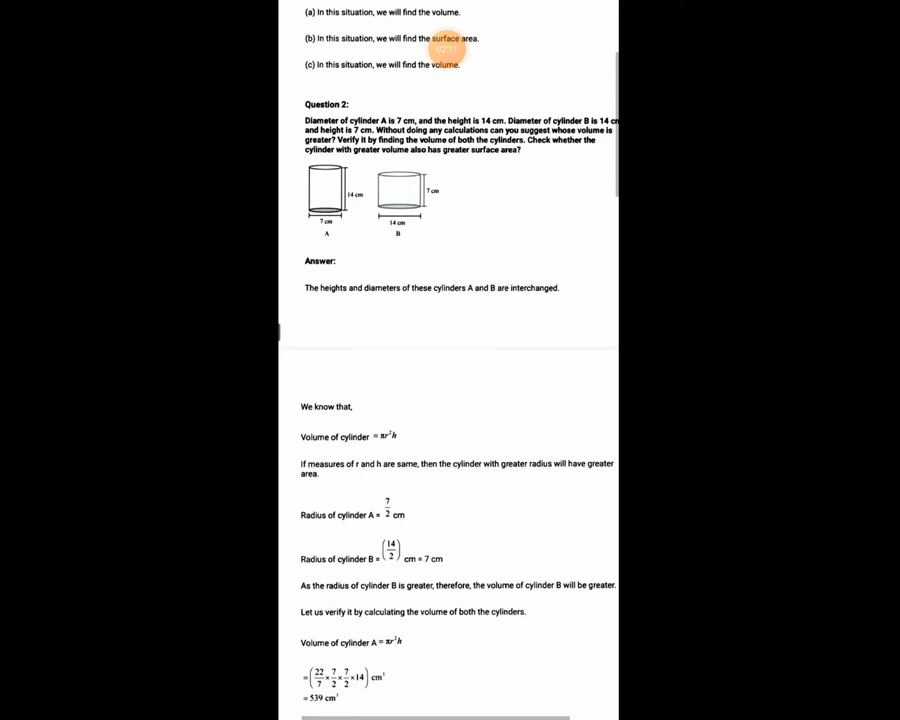 (a) In this situation, we will find the volume.
(b) In this situation, we will find the surface area.
02:11
(c) In this situation, we will find the volume.
Question 2:
Diameter of cylinder A is 7 cm, and the height is 14 cm. Diameter of cylinder B is 14 cm
and height is 7 cm. Without doing any calculations can you suggest whose volume is
greater? Verify it by finding the volume of both the cylinders. Check whether the
cylinder with greater volume also has greater surface area?
14 cm
7 cm
7 cm
14 cm
A
B
Answer:
The heights and diameters of these cylinders A and B are interchanged.
We know that,
Volume of cylinder = πr²h
If measures of r and h are same, then the cylinder with greater radius will have greater
area.
Radius of cylinder A = 7/2 cm
Radius of cylinder B = (14/2) cm = 7 cm
As the radius of cylinder B is greater, therefore, the volume of cylinder B will be greater.
Let us verify it by calculating the volume of both the cylinders.
Volume of cylinder A = πr²h
= (22/7 × 7/2 × 7/2 × 14) cm³
= 539 cm³